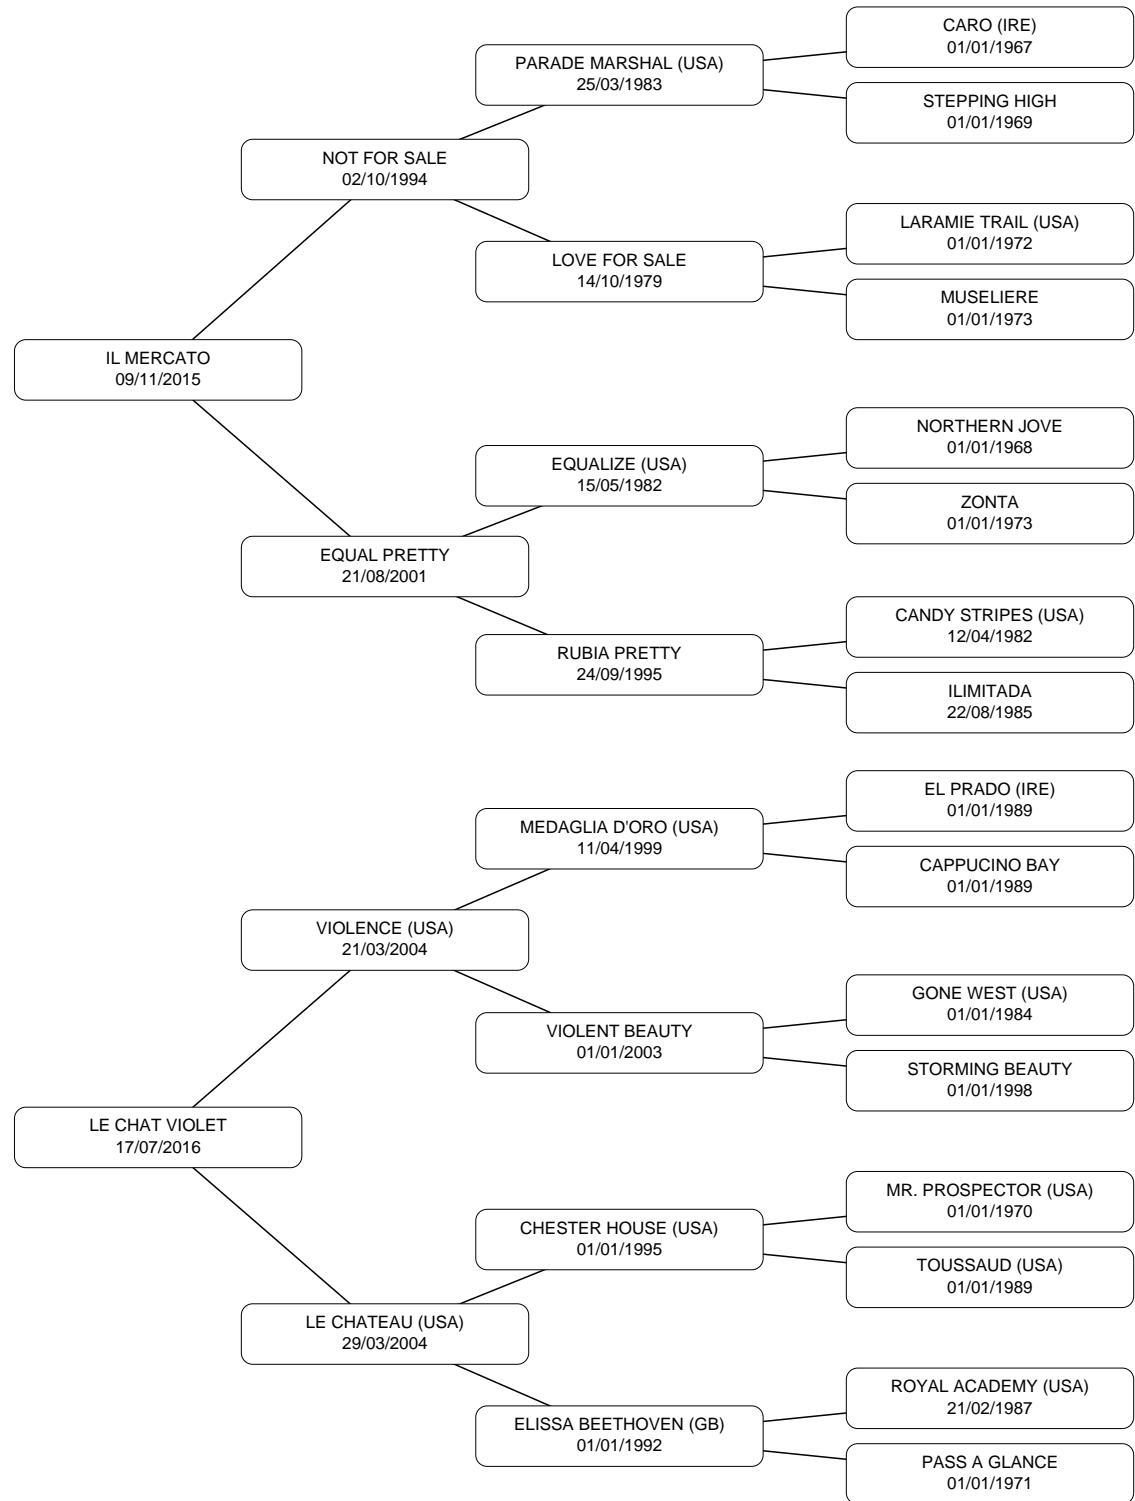 CARO (IRE)
01/01/1967
PARADE MARSHAL (USA)
25/03/1983
STEPPING HIGH
01/01/1969
NOT FOR SALE
02/10/1994
LARAMIE TRAIL (USA)
01/01/1972
LOVE FOR SALE
14/10/1979
MUSELIERE
01/01/1973
IL MERCATO
09/11/2015
NORTHERN JOVE
01/01/1968
EQUALIZE (USA)
15/05/1982
ZONTA
01/01/1973
EQUAL PRETTY
21/08/2001
CANDY STRIPES (USA)
12/04/1982
RUBIA PRETTY
24/09/1995
ILIMITADA
22/08/1985
EL PRADO (IRE)
01/01/1989
MEDAGLIA D'ORO (USA)
11/04/1999
CAPPUCINO BAY
01/01/1989
VIOLENCE (USA)
21/03/2004
GONE WEST (USA)
01/01/1984
VIOLENT BEAUTY
01/01/2003
STORMING BEAUTY
01/01/1998
LE CHAT VIOLET
17/07/2016
MR. PROSPECTOR (USA)
01/01/1970
CHESTER HOUSE (USA)
01/01/1995
TOUSSAUD (USA)
01/01/1989
LE CHATEAU (USA)
29/03/2004
ROYAL ACADEMY (USA)
21/02/1987
ELISSA BEETHOVEN (GB)
01/01/1992
PASS A GLANCE
01/01/1971